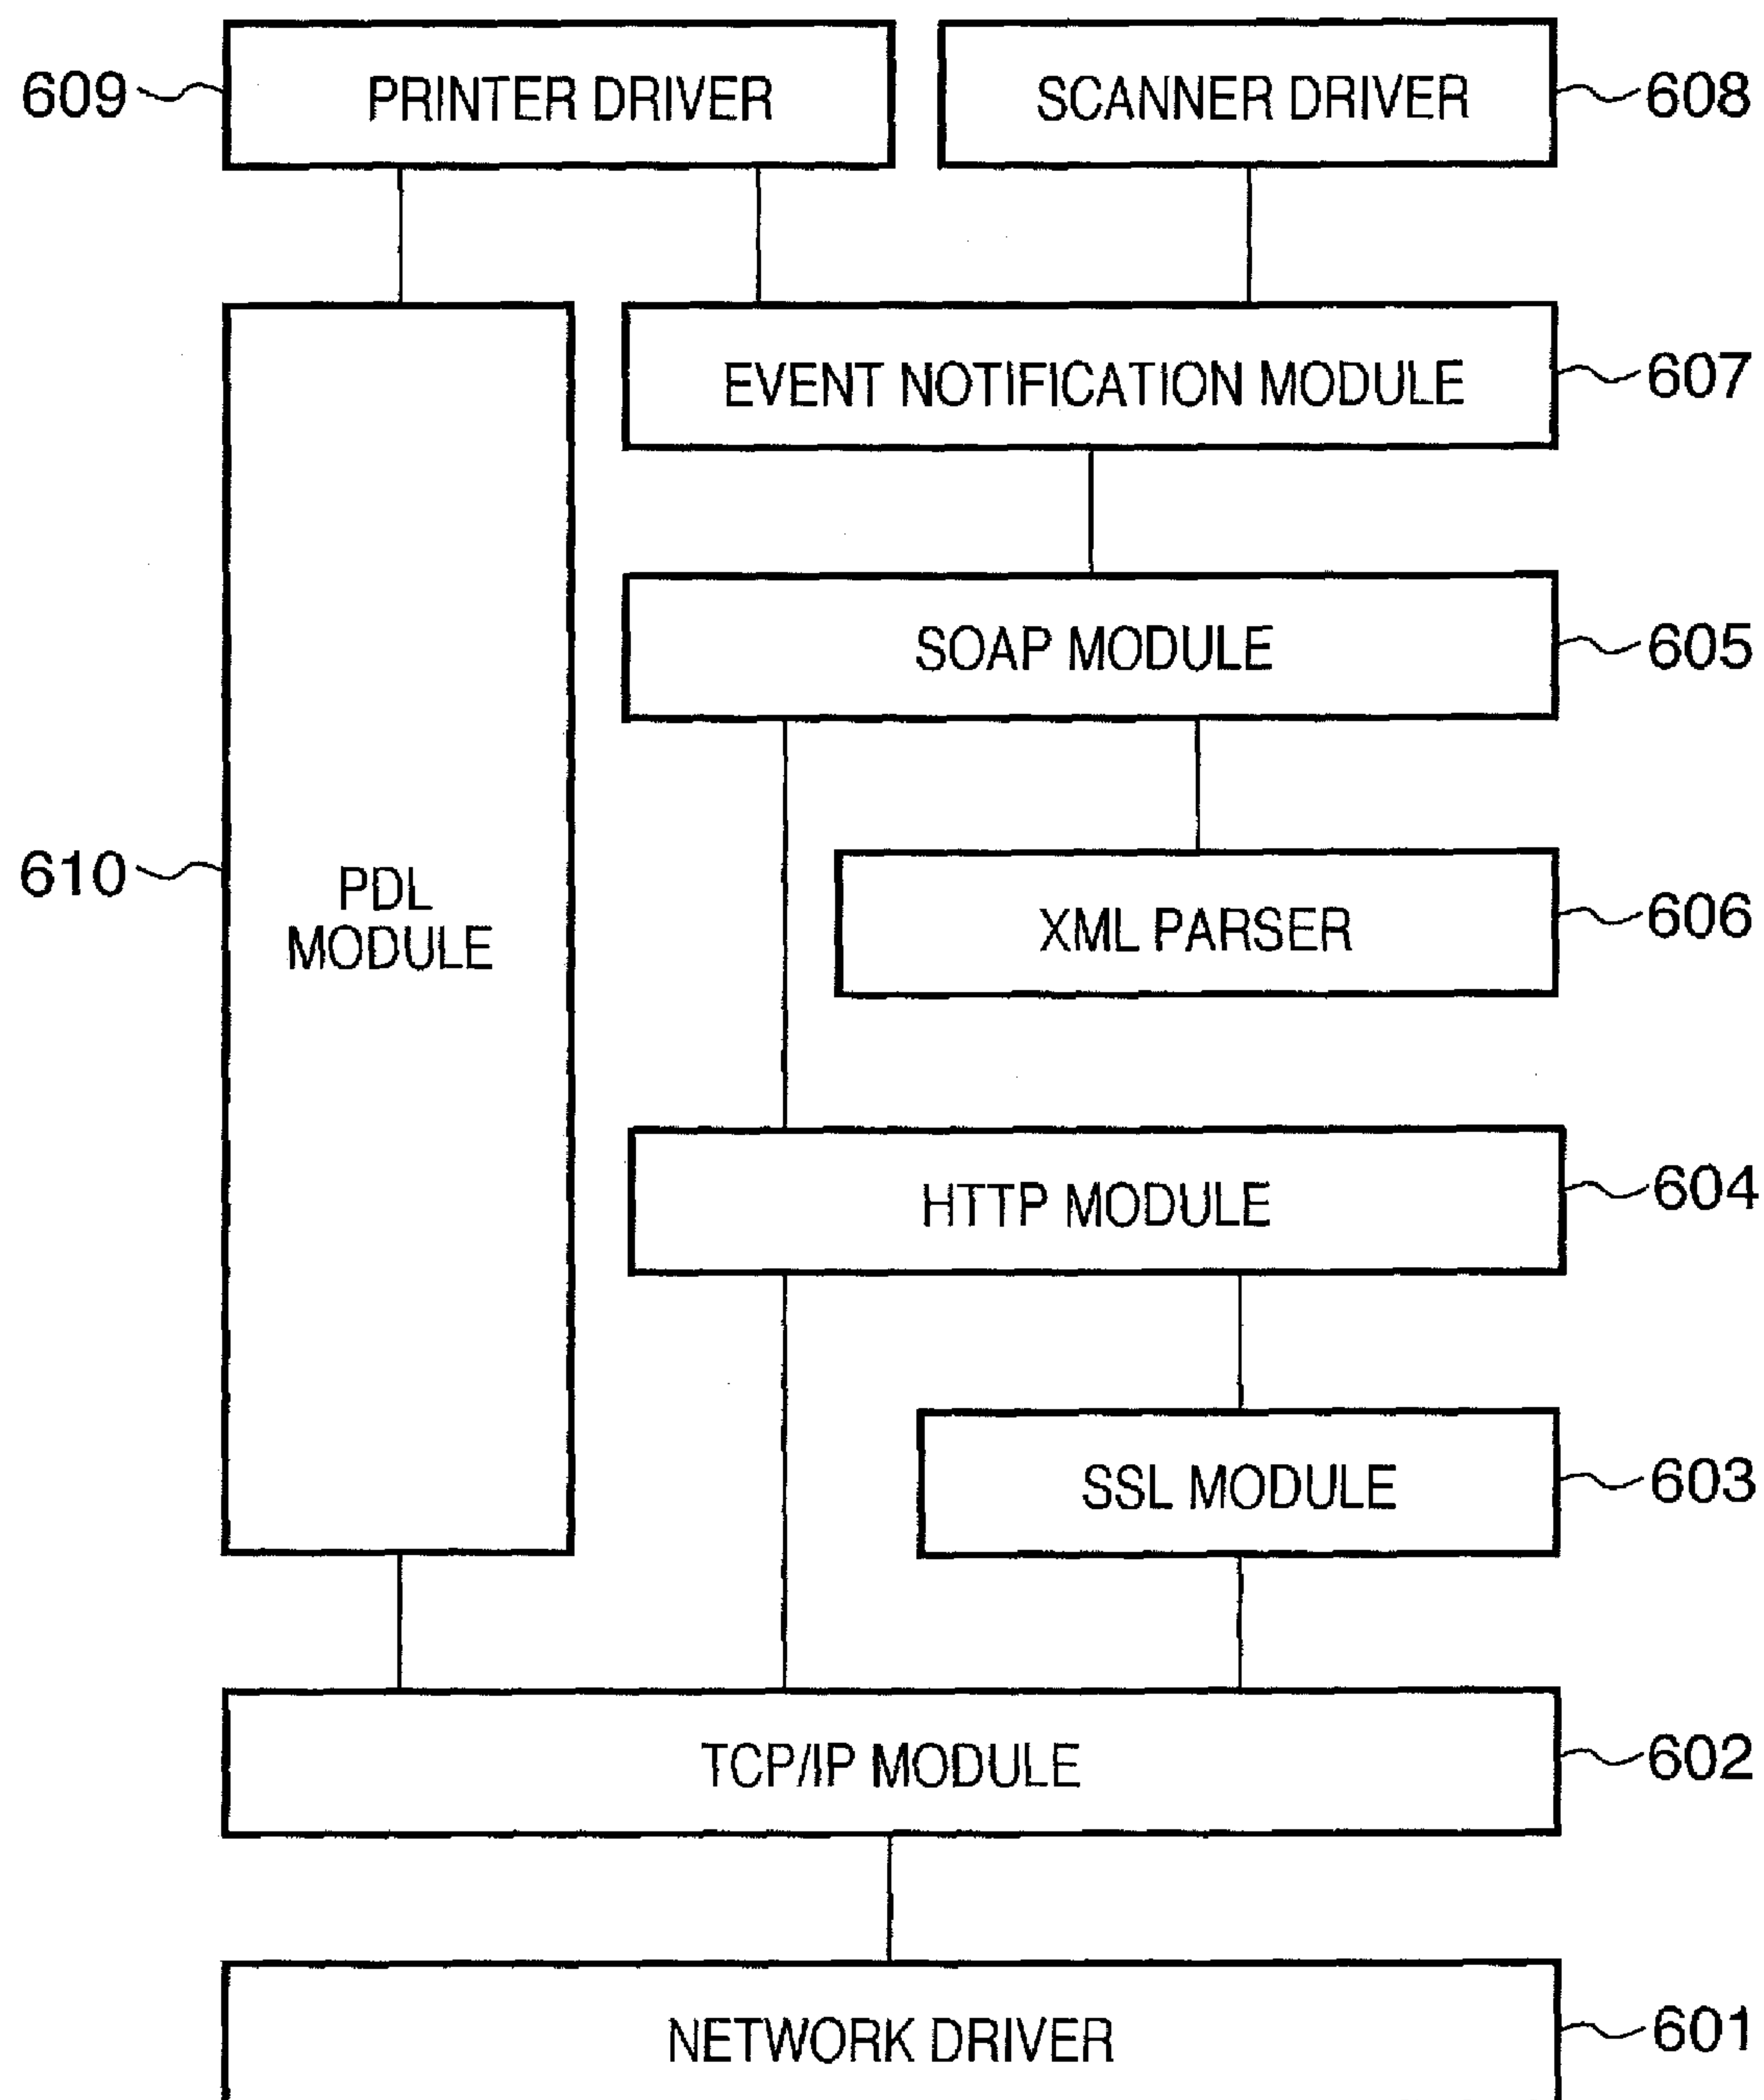 609
PRINTER DRIVER
SCANNER DRIVER
608
EVENT NOTIFICATION MODULE
607
SOAP MODULE
605
610
PDL
MODULE
XML PARSER
606
HTTP MODULE
604
SSL MODULE
603
TCP/IP MODULE
602
NETWORK DRIVER
601